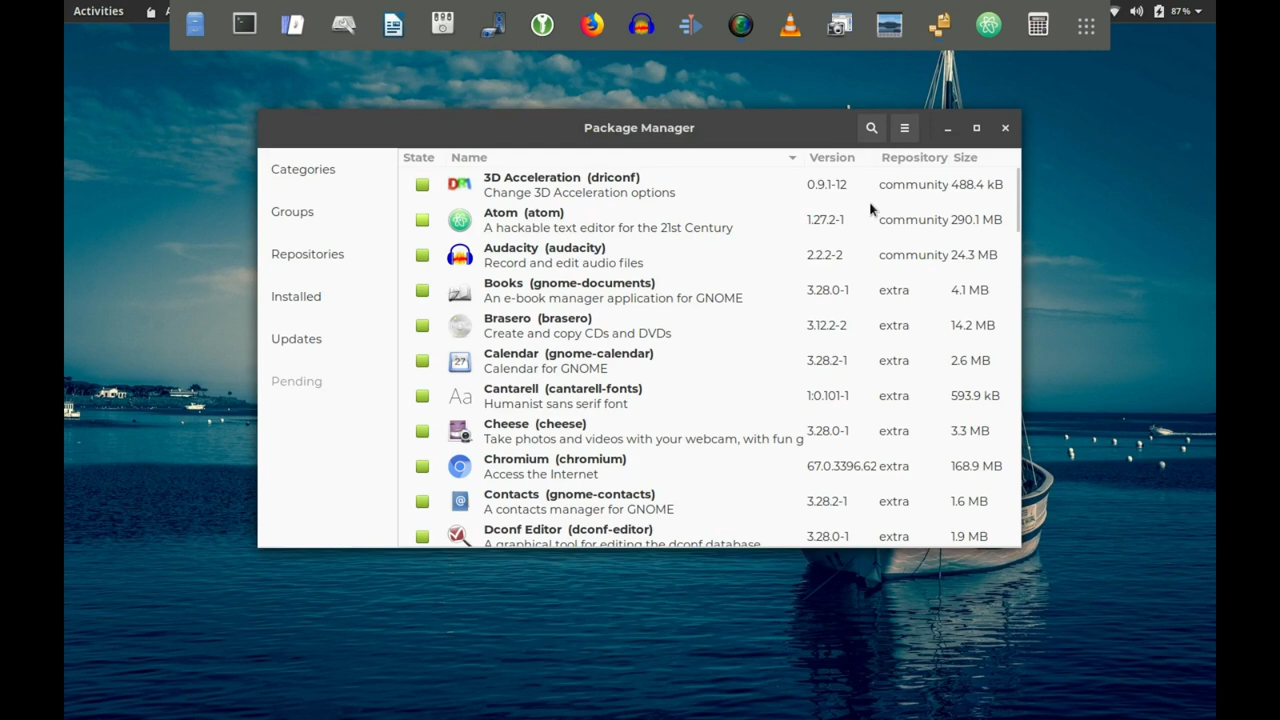 Activities
87 %
Package Manager
Categories
Groups
Repositories
Installed
Updates
Pending
State Name Version Repository Size
3D Acceleration (driconf)
Change 3D Acceleration options
0.9.1-12 community 488.4 kB
Atom (atom)
A hackable text editor for the 21st Century
1.27.2-1 community 290.1 MB
Audacity (audacity)
Record and edit audio files
2.2.2-2 community 24.3 MB
Books (gnome-documents)
An e-book manager application for GNOME
3.28.0-1 extra 4.1 MB
Brasero (brasero)
Create and copy CDs and DVDs
3.12.2-2 extra 14.2 MB
27
Calendar (gnome-calendar)
Calendar for GNOME
3.28.2-1 extra 2.6 MB
Aa
Cantarell (cantarell-fonts)
Humanist sans serif font
1:0.101-1 extra 593.9 kB
Cheese (cheese)
Take photos and videos with your webcam, with fun g
3.28.0-1 extra 3.3 MB
Chromium (chromium)
Access the Internet
67.0.3396.62 extra 168.9 MB
@
Contacts (gnome-contacts)
A contacts manager for GNOME
3.28.2-1 extra 1.6 MB
Dconf Editor (dconf-editor)
A graphical tool for editing the dconf database
3.28.0-1 extra 1.9 MB